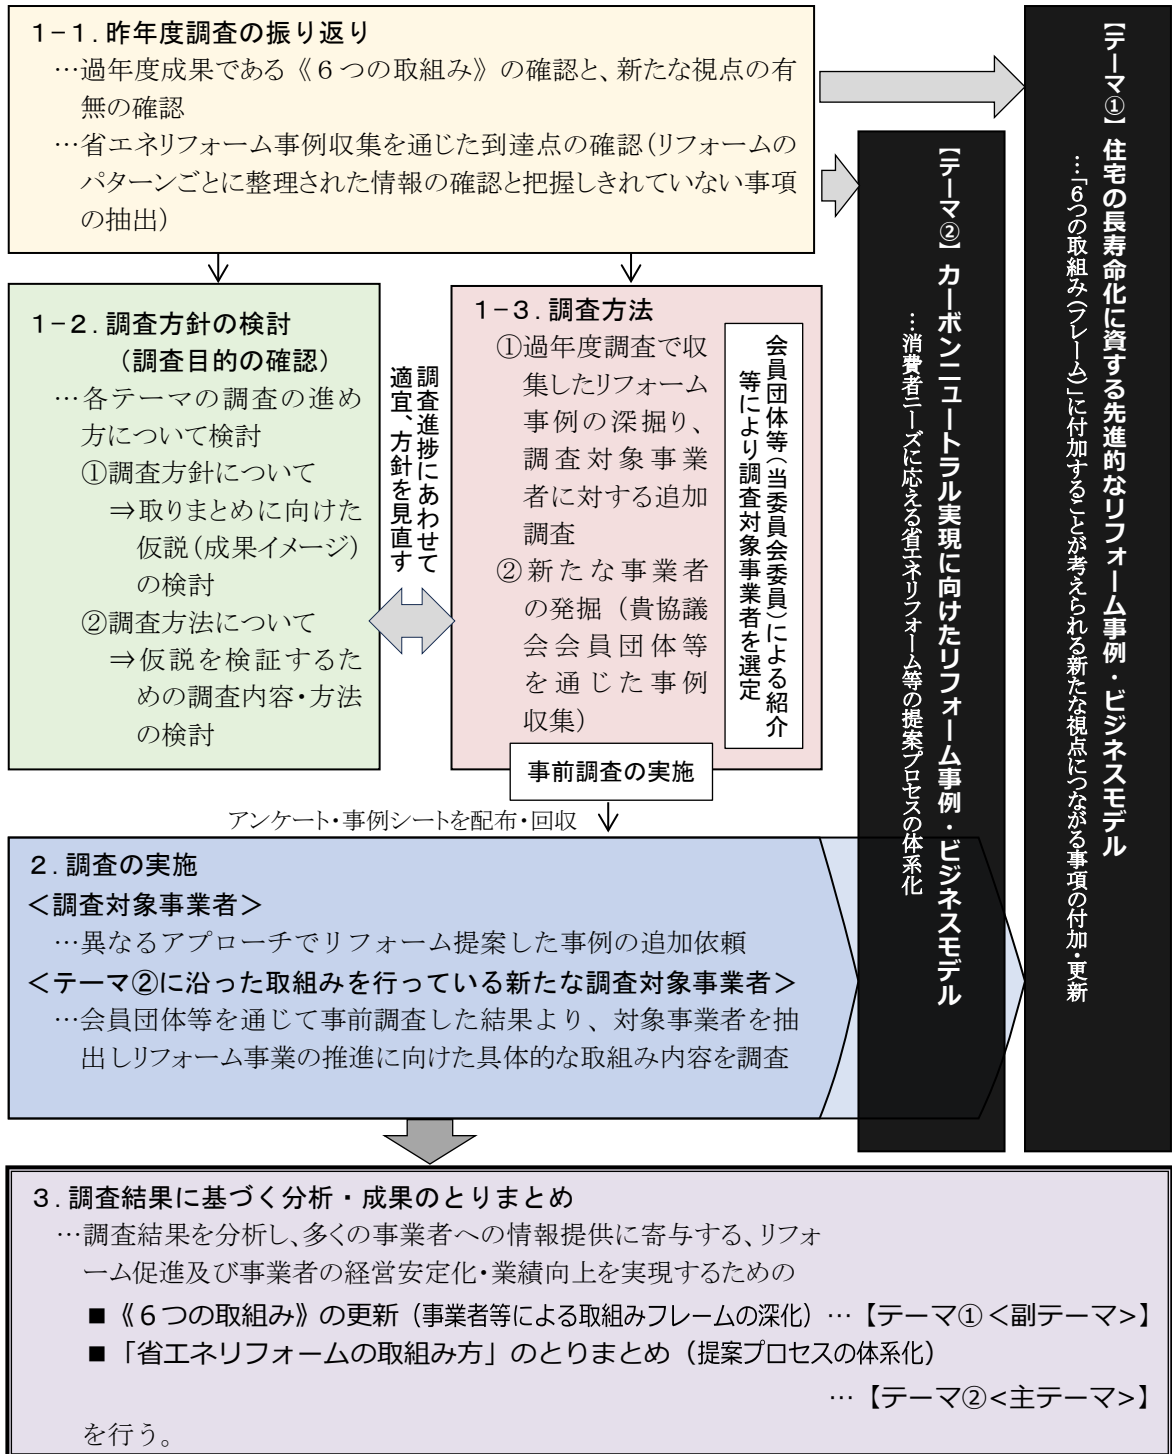 1-1.昨年度調査の振り返り
…過年度成果である《6つの取組み》の確認と、新たな視点の有
無の確認
…省エネリフォーム事例収集を通じた到達点の確認(リフォームの
パターンごとに整理された情報の確認と把握しきれていない事項
の抽出)
1-2.調査方針の検討
(調査目的の確認)
…各テーマの調査の進め
方について検討
①調査方針について
⇒取りまとめに向けた
仮説(成果イメージ)
の検討
②調査方法について
⇒仮説を検証するた
めの調査内容・方法
の検討
調査進捗にあわせて
適宜、方針を見直す
1-3.調査方法
①過年度調査で収
集したリフォーム
事例の深掘り、
調査対象事業
者に対する追加
調査
②新たな事業者
の発掘(貴協議
会会員団体等
を通じた事例
収集)
会員団体等(当委員会委員)による紹介
等により調査対象事業者を選定
事前調査の実施
アンケート・事例シートを配布・回収
2.調査の実施
<調査対象事業者>
…異なるアプローチでリフォーム提案した事例の追加依頼
<テーマ②に沿った取組みを行っている新たな調査対象事業者>
…会員団体等を通じて事前調査した結果より、対象事業者を抽
出しリフォーム事業の推進に向けた具体的な取組み内容を調査
【テーマ①】住宅の長寿命化に資する先進的なリフォーム事例・ビジネスモデル
…「6つの取組み(フレーム)」に付加することが考えられる新たな視点につながる事項の付加・更新
【テーマ②】カーボンニュートラル実現に向けたリフォーム事例・ビジネスモデル
…消費者ニーズに応える省エネリフォーム等の提案プロセスの体系化
3.調査結果に基づく分析・成果のとりまとめ
…調査結果を分析し、多くの事業者への情報提供に寄与する、リフォ
ーム促進及び事業者の経営安定化・業績向上を実現するための
■《6つの取組み》の更新(事業者等による取組みフレームの深化)…【テーマ①<副テーマ>】
■「省エネリフォームの取組み方」のとりまとめ(提案プロセスの体系化)
…【テーマ②<主テーマ>】
を行う。